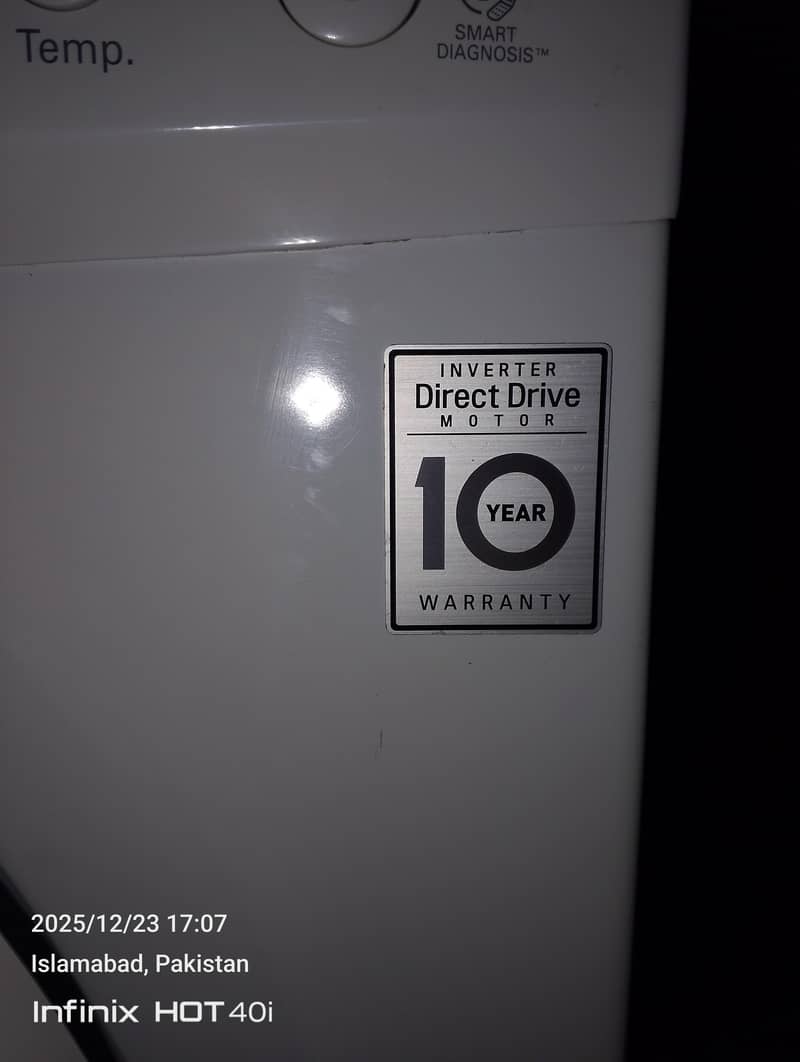 Temp.
SMART
DIAGNOSIS™
INVERTER
Direct Drive
MOTOR
10
YEAR
WARRANTY
2025/12/23 17:07
Islamabad, Pakistan
Infinix HOT 40i